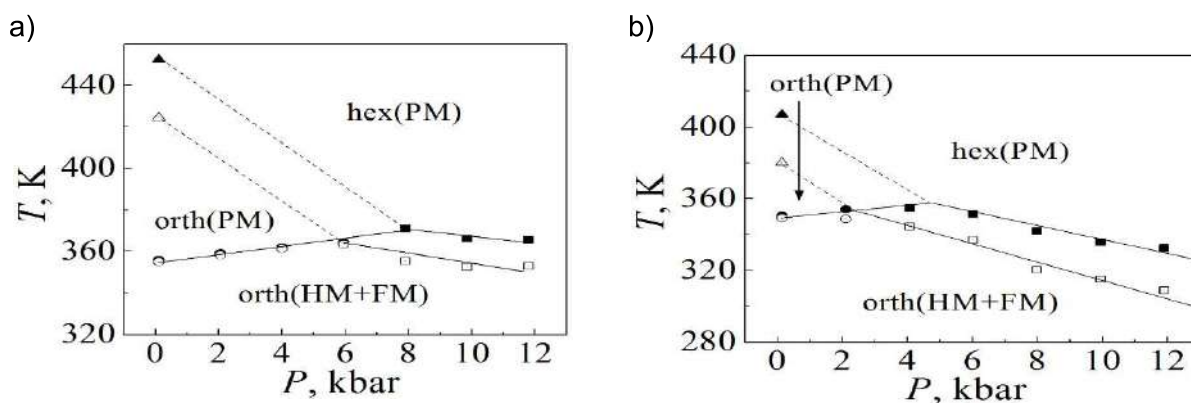 a)
440
400
360
320
T, K
hex(PM)
orth(PM)
orth(HM+FM)
0 2 4 6 8 10 12
P, kbar
b)
440
400
360
320
280
T, K
orth(PM)
hex(PM)
orth(HM+FM)
0 2 4 6 8 10 12
P, kbar